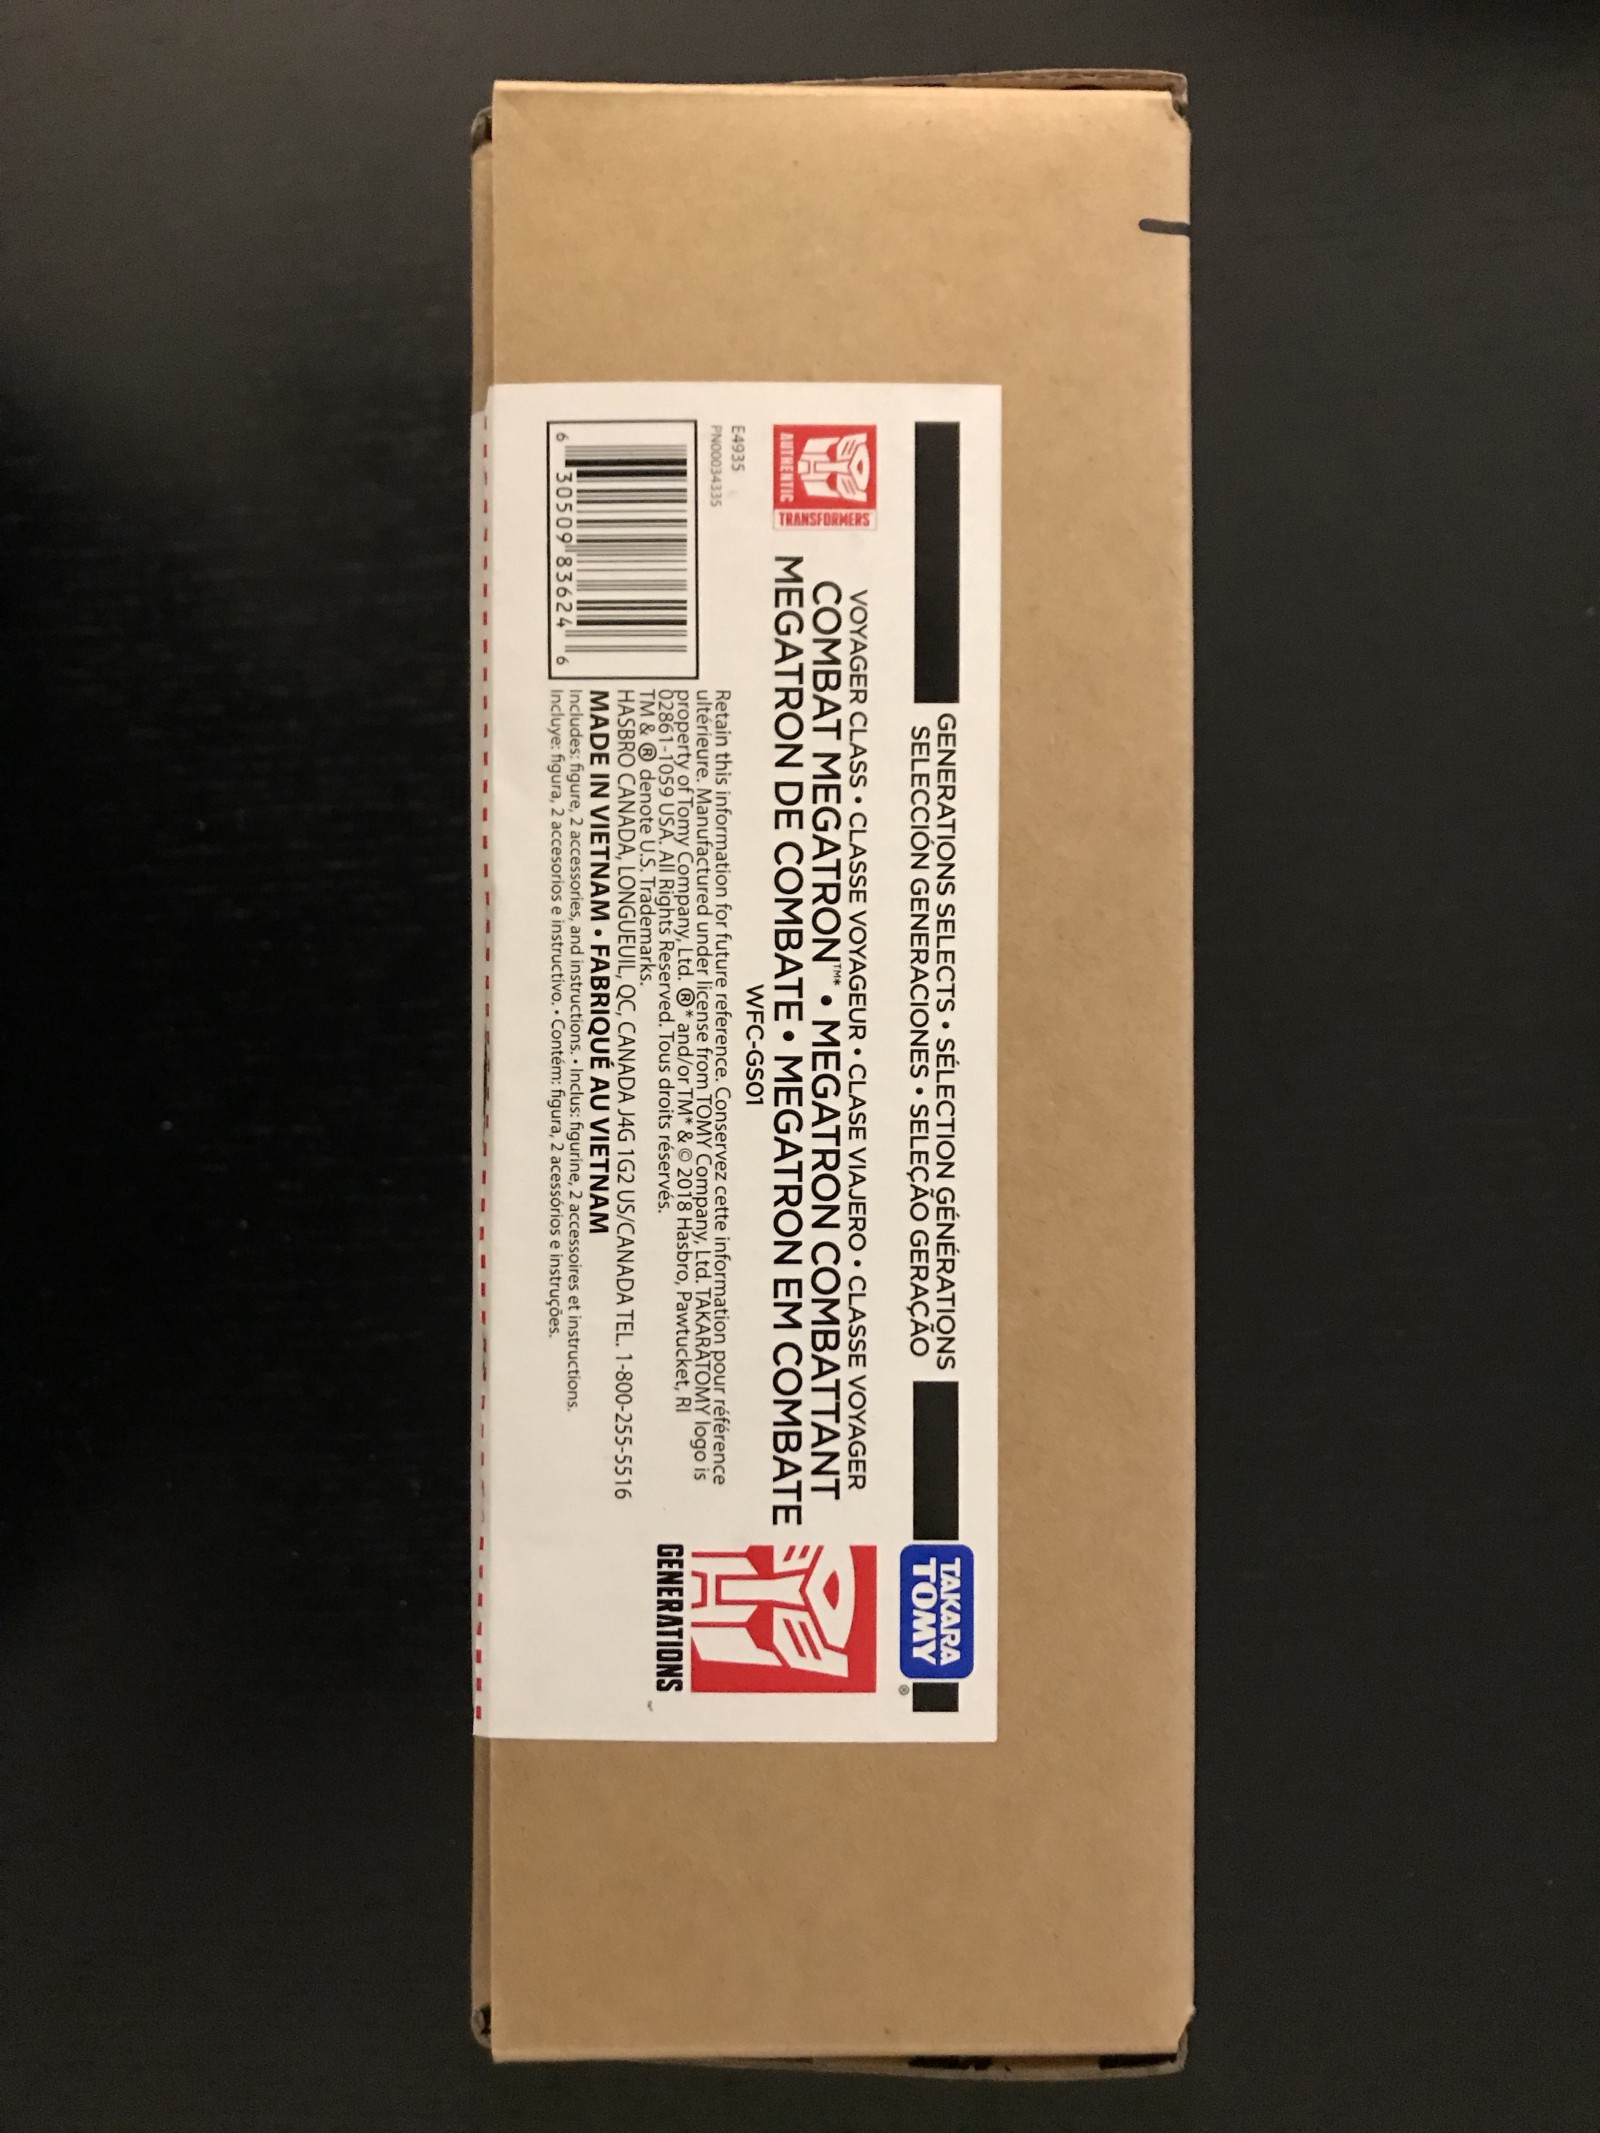 GENERATIONS SELECTS • SÉLECTION GÉNÉRATIONS
SELECCIÓN GENERACIONES • SELEÇÃO GERAÇÃO
TAKARA
TOMY
®
AUTHENTIC
TRANSFORMERS
VOYAGER CLASS • CLASSE VOYAGEUR • CLASE VIAJERO • CLASSE VOYAGER
COMBAT MEGATRON™* • MEGATRON COMBATTANT
MEGATRON DE COMBATE • MEGATRON EM COMBATE
WFC-GS01
GENERATIONS
E4935
PN00034335
6 30509 83624 6
Retain this information for future reference. Conservez cette information pour référence
ultérieure. Manufactured under license from TOMY Company, Ltd. TAKARATOMY logo is
property of Tomy Company, Ltd. ®* and/or TM* & © 2018 Hasbro, Pawtucket, RI
02861-1059 USA. All Rights Reserved. Tous droits réservés.
TM & ® denote U.S. Trademarks.
HASBRO CANADA, LONGUEUIL, QC, CANADA J4G 1G2 US/CANADA TEL. 1-800-255-5516
MADE IN VIETNAM • FABRIQUÉ AU VIETNAM
Includes: figure, 2 accessories, and instructions. • Inclus: figurine, 2 accessoires et instructions.
Incluye: figura, 2 accesorios e instructivo. • Contém: figura, 2 acessórios e instruções.